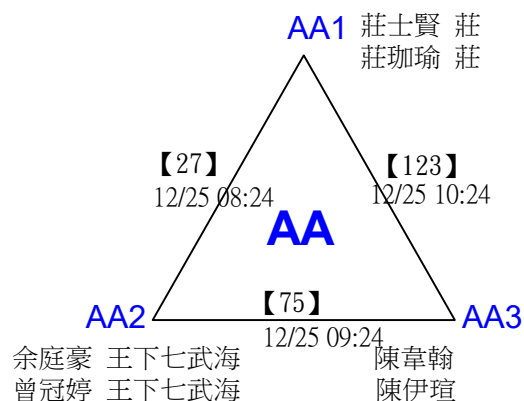 AA1 莊士賢 莊
莊珈瑜 莊
【27】
12/25 08:24
【123】
12/25 10:24
AA
AA2
【75】
12/25 09:24
AA3
余庭豪 王下七武海
曾冠婷 王下七武海
陳韋翰
陳伊瑄